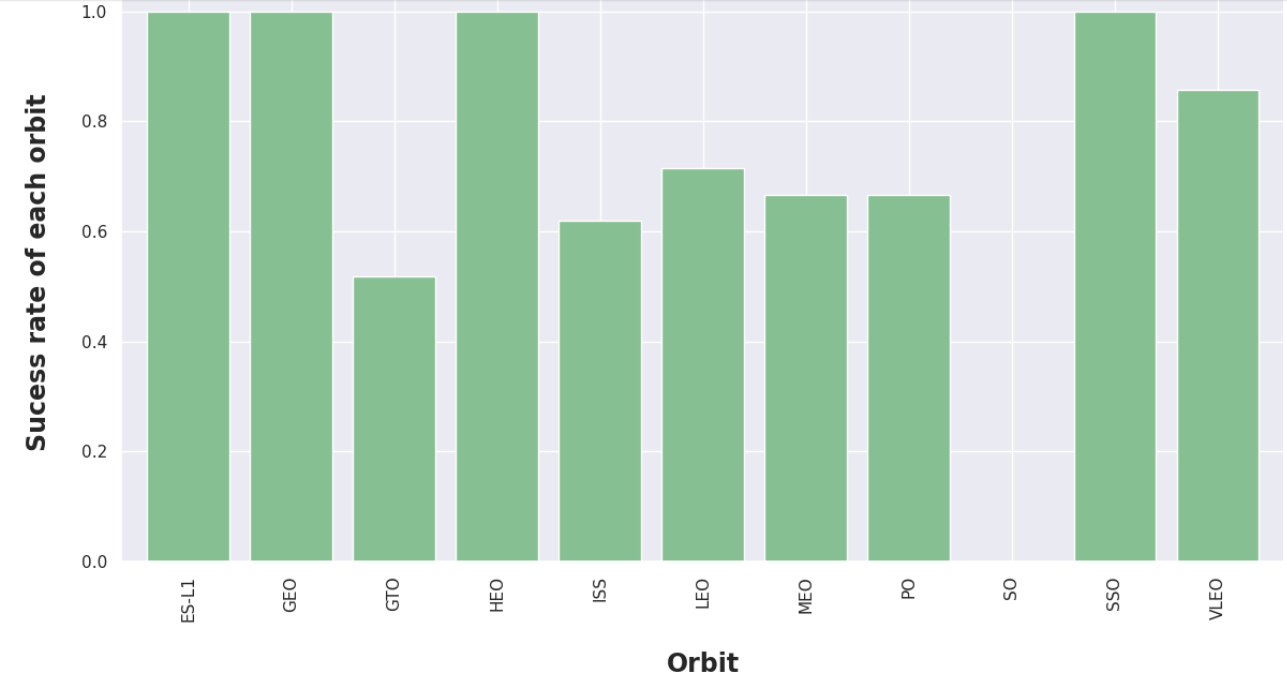 Sucess rate of each orbit
1.0
0.8
0.6
0.4
0.2
0.0
ES-L1
GEO
GTO
HEO
ISS
LEO
MEO
PO
SO
SSO
VLEO
Orbit